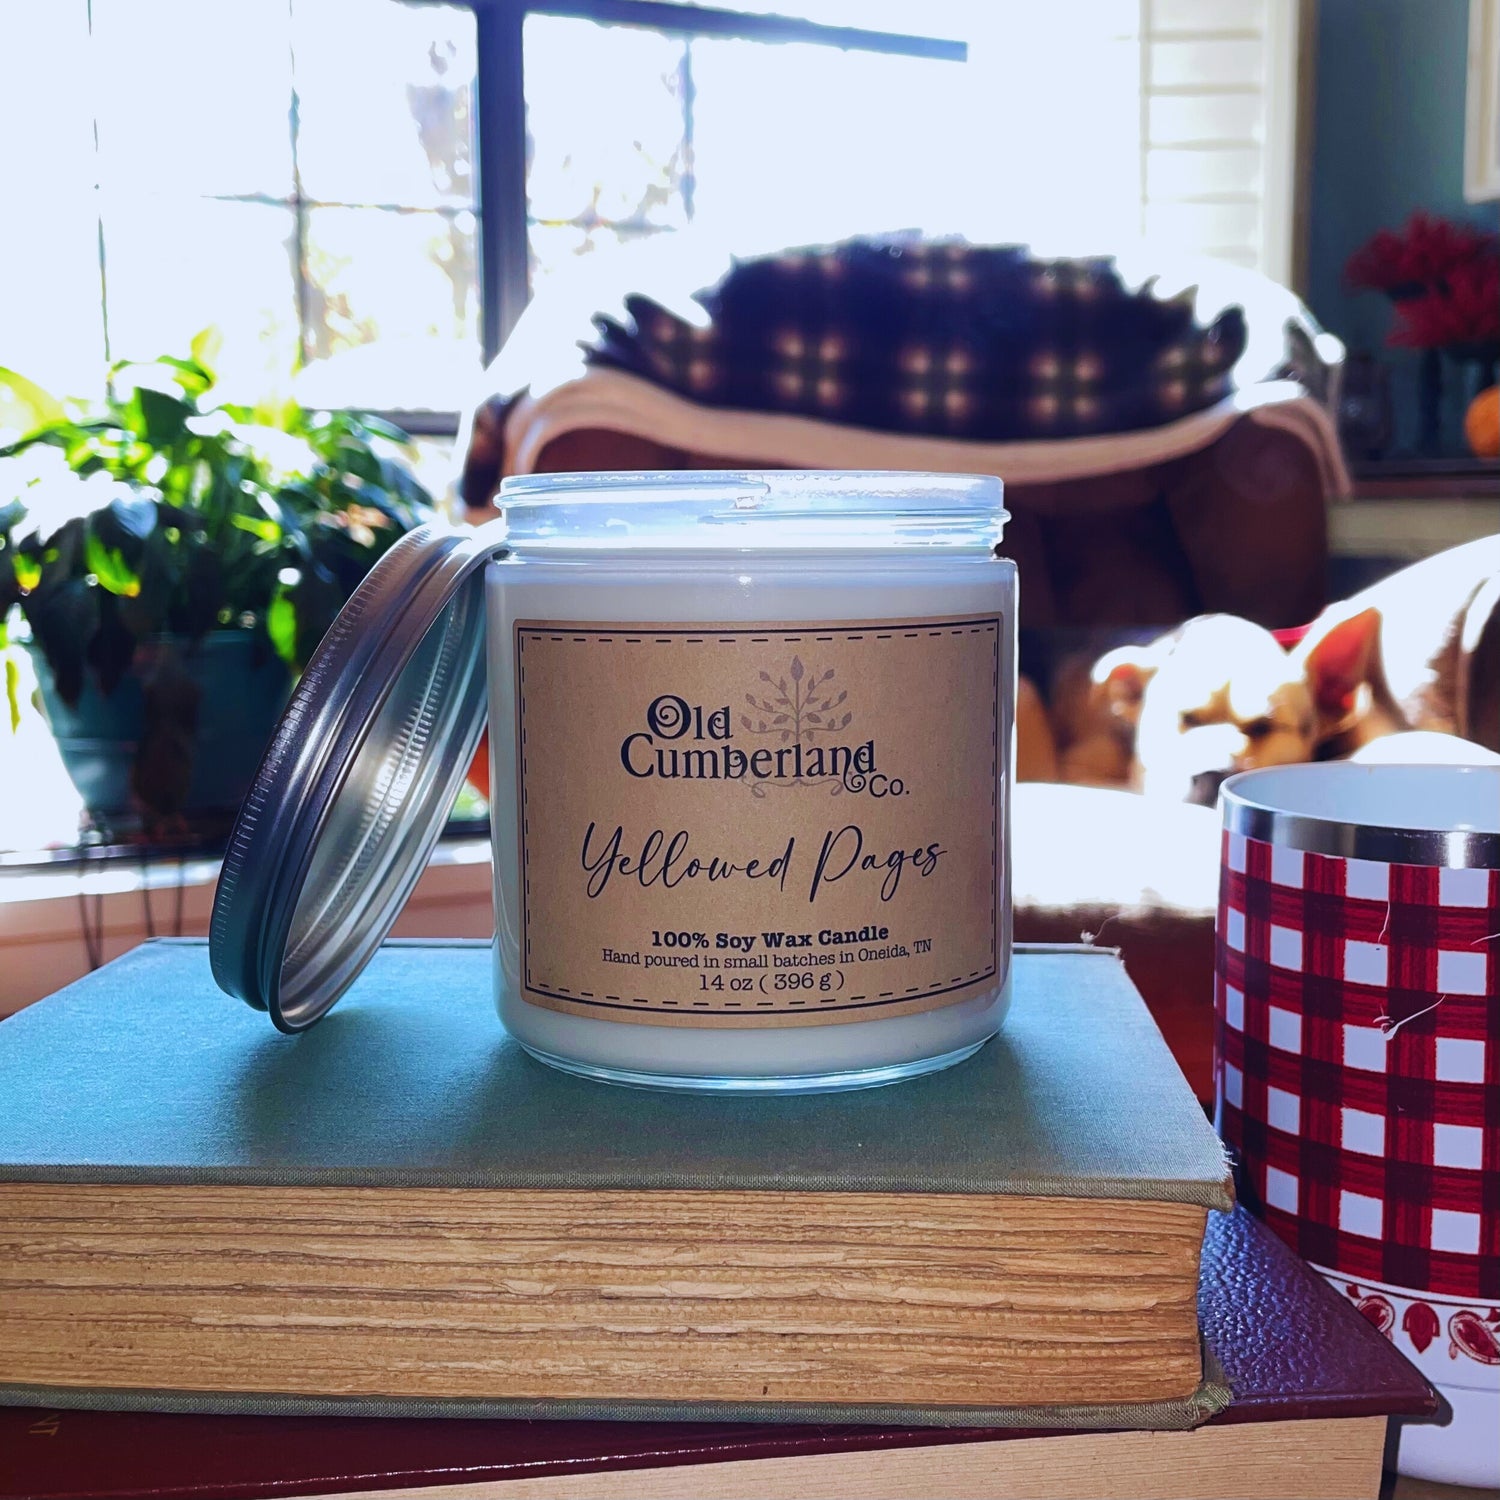 Old
Cumberland
& Co.
Yellowed Pages
100% Soy Wax Candle
Hand poured in small batches in Oneida, TN
14 oz ( 396 g )